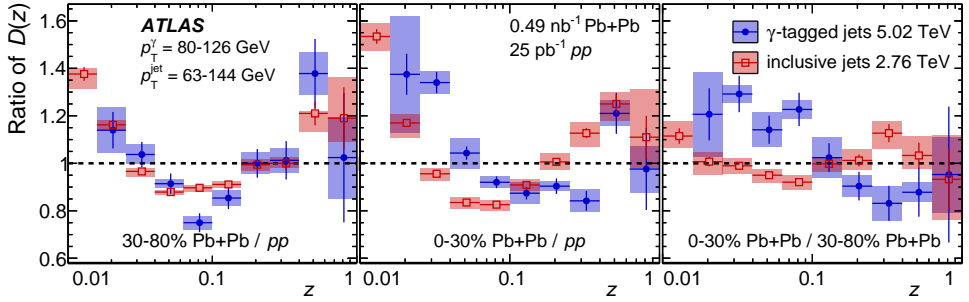 Ratio of D(z)
1.6
1.4
1.2
1
0.8
0.6
ATLAS
p_T^γ = 80-126 GeV
p_T^jet = 63-144 GeV
30-80% Pb+Pb / pp
0.01 0.1 1
z
0.49 nb⁻¹ Pb+Pb
25 pb⁻¹ pp
0-30% Pb+Pb / pp
0.01 0.1 1
z
γ-tagged jets 5.02 TeV
inclusive jets 2.76 TeV
0-30% Pb+Pb / 30-80% Pb+Pb
0.01 0.1 1
z